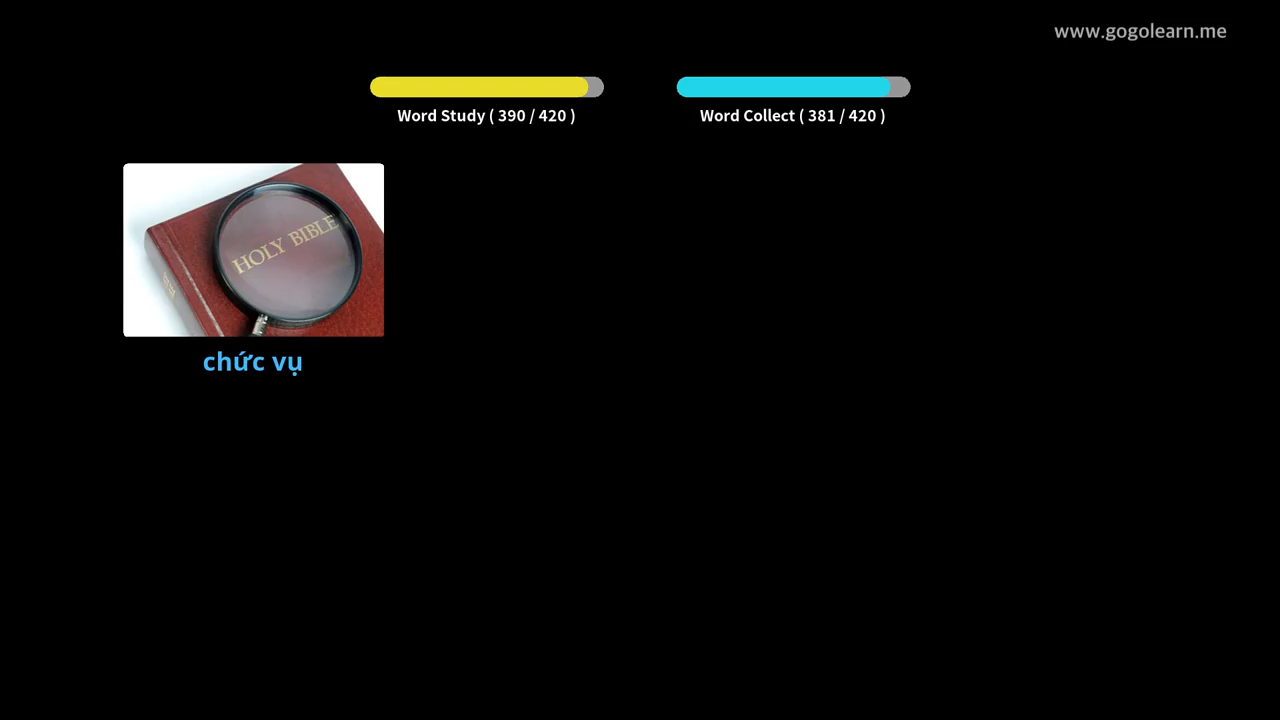 www.gogolearn.me
Word Study ( 390 / 420 )
Word Collect ( 381 / 420 )
HOLY BIBLE
chức vụ